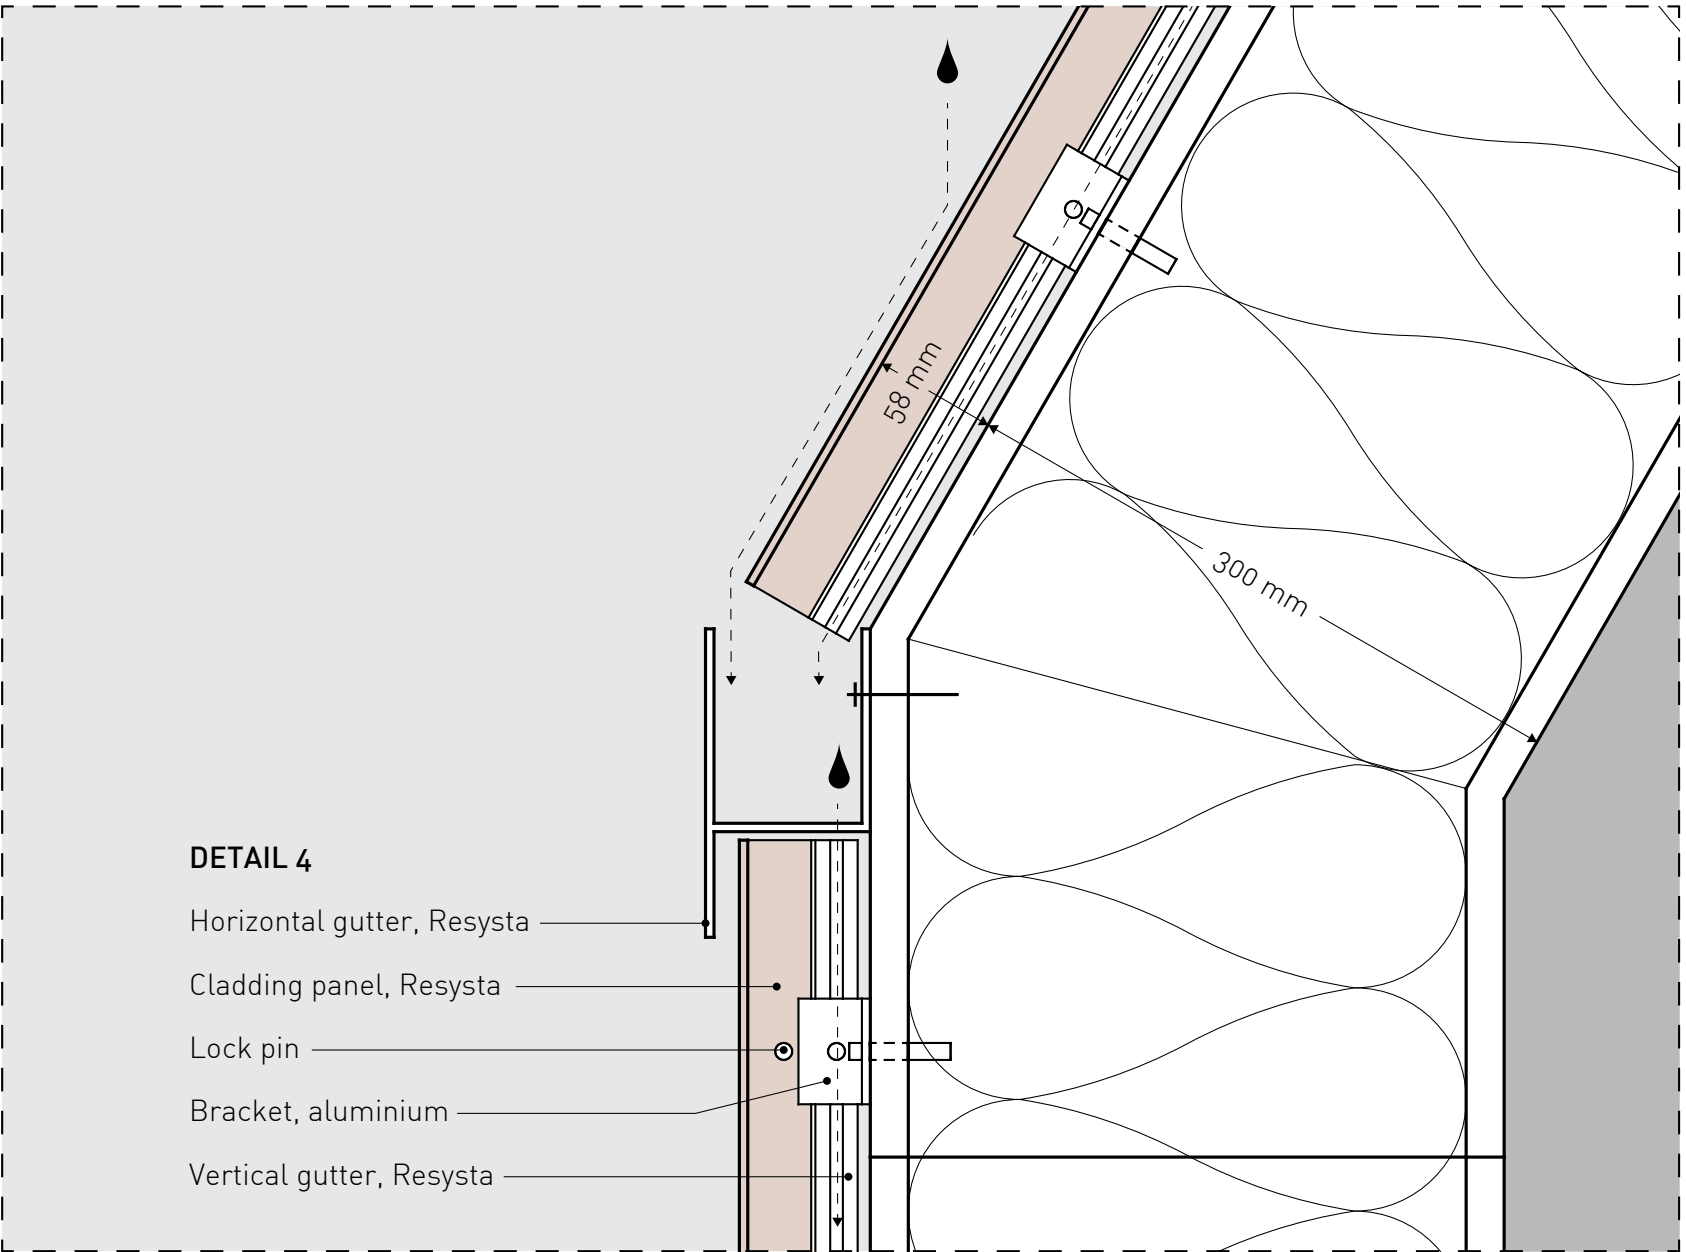 58 mm
300 mm
DETAIL 4
Horizontal gutter, Resysta
Cladding panel, Resysta
Lock pin
Bracket, aluminium
Vertical gutter, Resysta